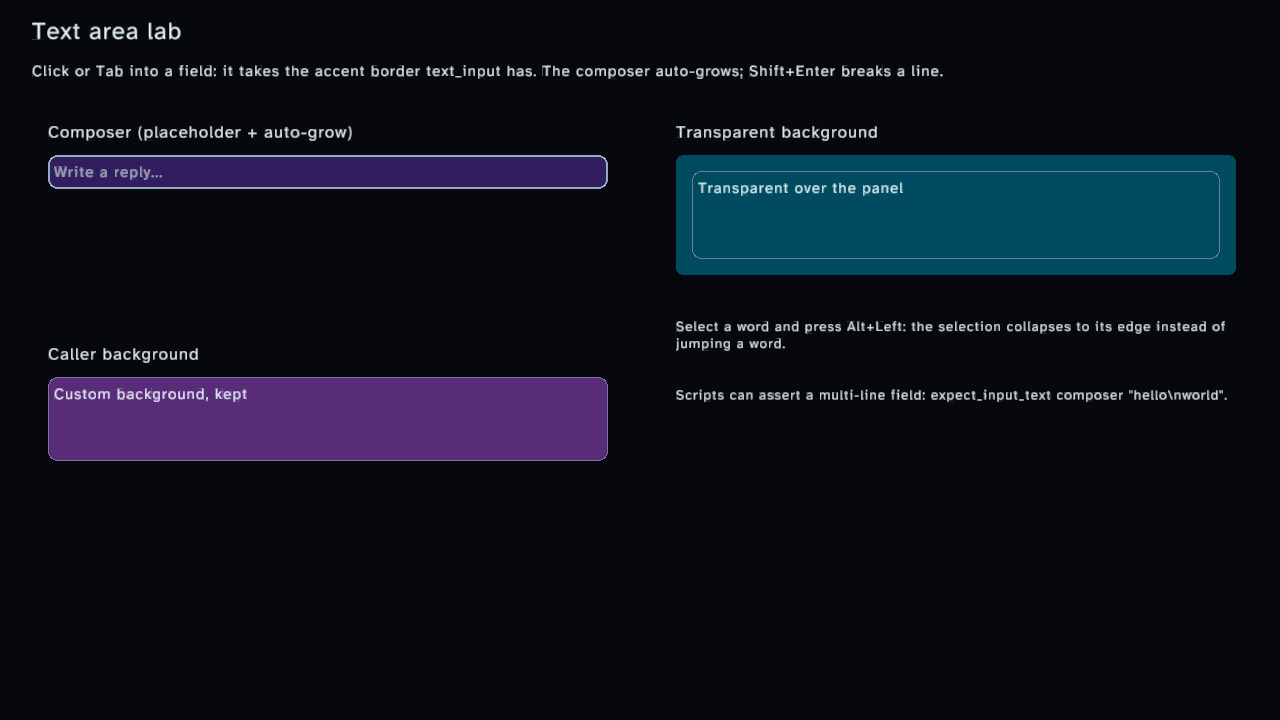 Text area lab
Click or Tab into a field: it takes the accent border text_input has. The composer auto-grows; Shift+Enter breaks a line.
Composer (placeholder + auto-grow)
Write a reply...
Caller background
Custom background, kept
Transparent background
Transparent over the panel
Select a word and press Alt+Left: the selection collapses to its edge instead of
jumping a word.
Scripts can assert a multi-line field: expect_input_text composer "hello\nworld".